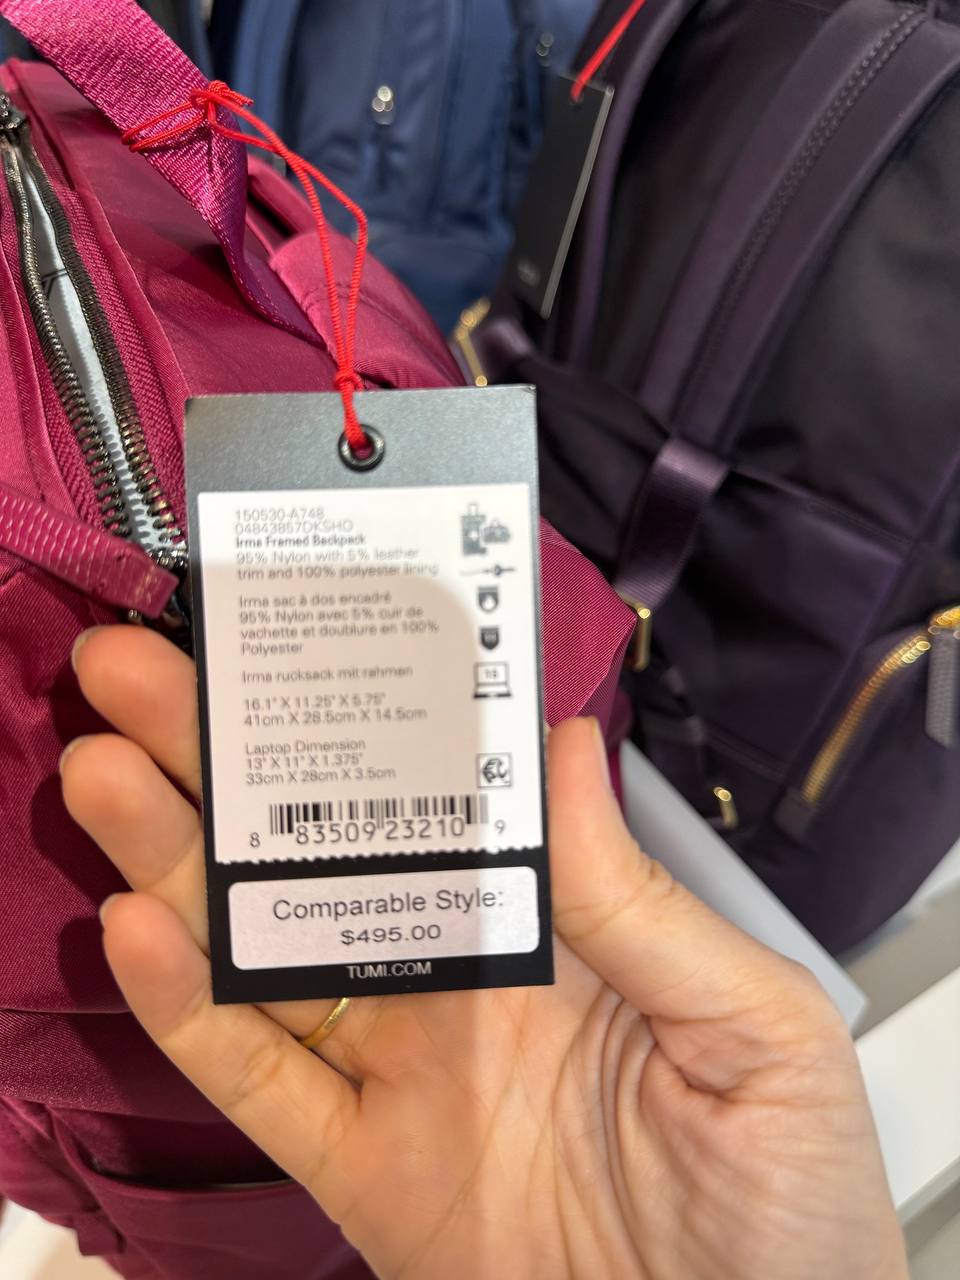 150530-A748
04843857DKSHO
Irma Framed Backpack
95% Nylon with 5% leather
trim and 100% polyester lining
Irma sac à dos encadré
95% Nylon avec 5% cuir de
vachette et doublure en 100%
Polyester
Irma rucksack mit rahmen
16.1" X 11.25" X 5.75"
41cm X 28.5cm X 14.5cm
Laptop Dimension
13" X 11" X 1.375"
33cm X 28cm X 3.5cm
8 83509 23210 9
Comparable Style:
$495.00
TUMI.COM